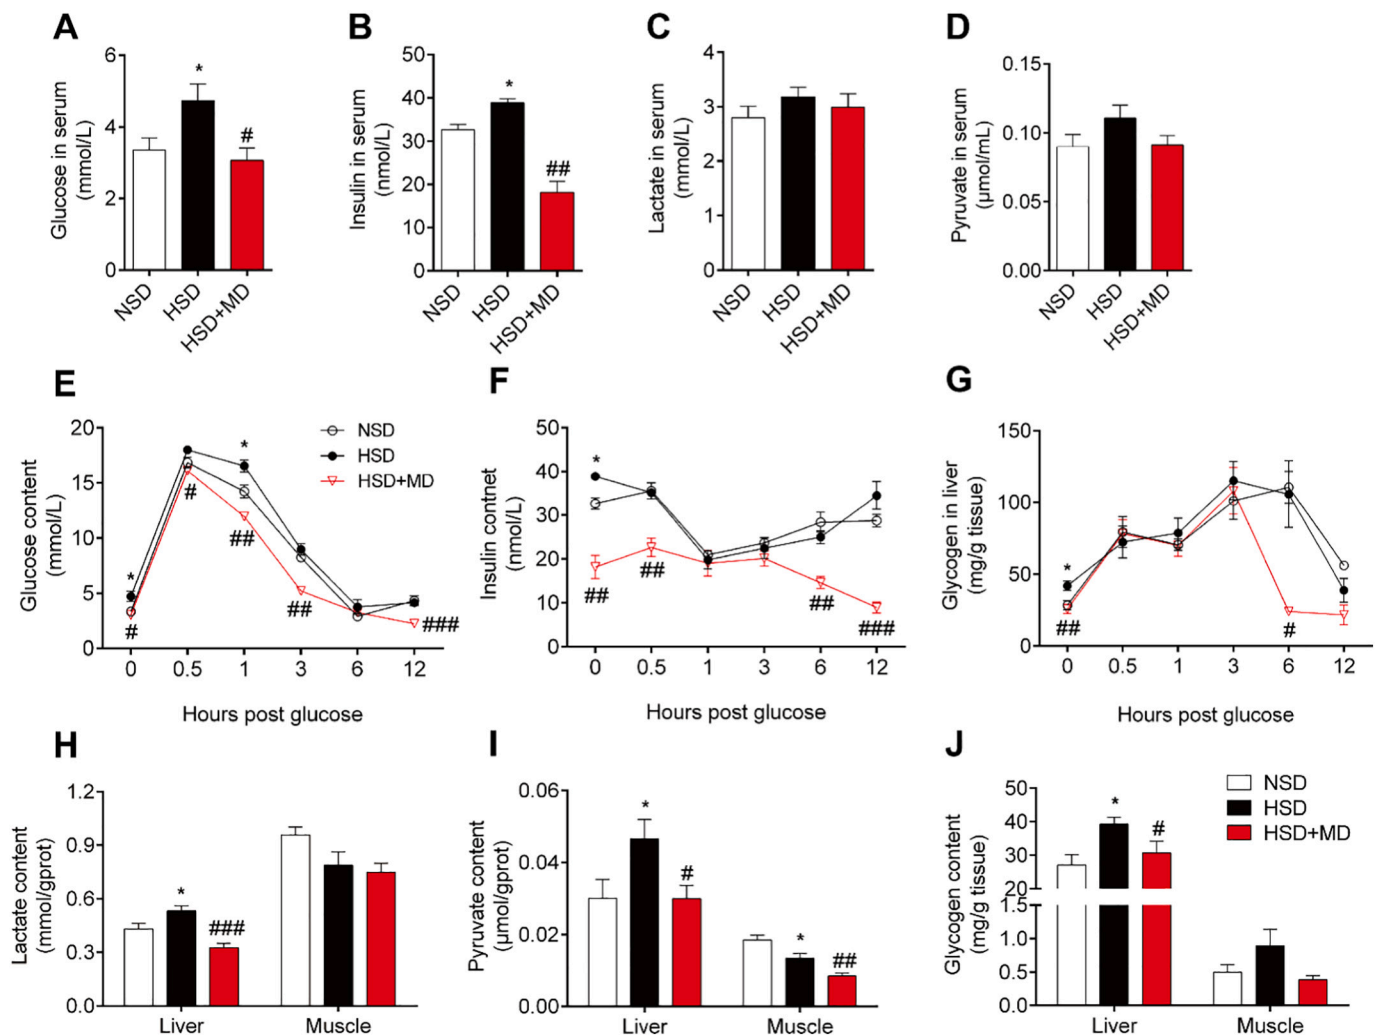 A
Glucose in serum
(mmol/L)
6
4
2
0
*
#
NSD
HSD
HSD+MD
B
Insulin in serum
(nmol/L)
50
40
30
20
10
0
*
##
NSD
HSD
HSD+MD
C
Lactate in serum
(mmol/L)
4
3
2
1
0
NSD
HSD
HSD+MD
D
Pyruvate in serum
(μmol/mL)
0.15
0.10
0.05
0.00
NSD
HSD
HSD+MD
E
Glucose content
(mmol/L)
20
15
10
5
0
NSD
HSD
HSD+MD
*
#
#
*
##
##
###
0 0.5 1 3 6 12
Hours post glucose
F
Insulin contnet
(nmol/L)
50
40
30
20
10
0
*
##
##
##
###
0 0.5 1 3 6 12
Hours post glucose
G
Glycogen in liver
(mg/g tissue)
150
100
50
0
*
##
#
0 0.5 1 3 6 12
Hours post glucose
H
Lactate content
(mmol/gprot)
1.2
0.9
0.6
0.3
0.0
*
###
Liver Muscle
I
Pyruvate content
(μmol/gprot)
0.06
0.04
0.02
0.00
*
#
*
##
Liver Muscle
J
Glycogen content
(mg/g tissue)
50
40
30
20
1.5
1.0
0.5
0.0
*
#
NSD
HSD
HSD+MD
Liver Muscle